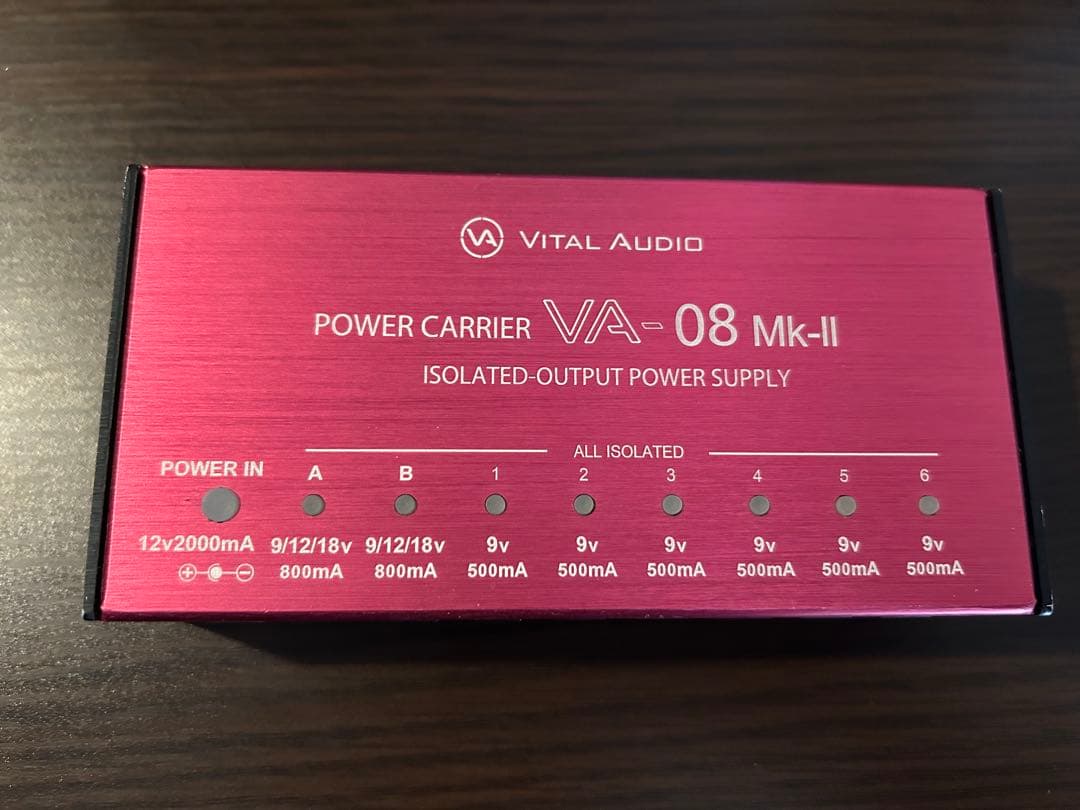 VA VITAL AUDIO
POWER CARRIER VA-08 Mk-II
ISOLATED-OUTPUT POWER SUPPLY
ALL ISOLATED
POWER IN A B 1 2 3 4 5 6
12v2000mA 9/12/18v 9/12/18v 9v 9v 9v 9v 9v 9v
+ - 800mA 800mA 500mA 500mA 500mA 500mA 500mA 500mA